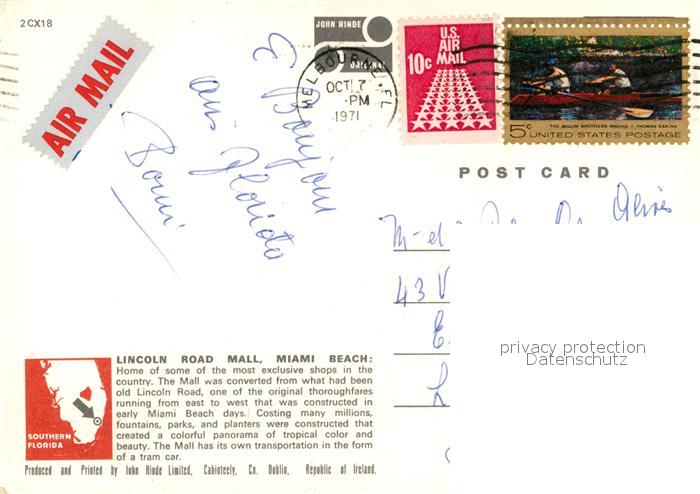 2CX18
AIR MAIL
JOHN HINDE
ORIGINAL
MELBOURNE, FL
OCT 7
PM
1971
U.S.
AIR
MAIL
10c
5c
THE BIGLIN BROTHERS RACING • THOMAS EAKINS
UNITED STATES POSTAGE
POST CARD
E Bonjour
aus Florida
M-et
43 V
privacy protection
Datenschutz
LINCOLN ROAD MALL, MIAMI BEACH:
Home of some of the most exclusive shops in the
country. The Mall was converted from what had been
old Lincoln Road, one of the original thoroughfares
running from east to west that was constructed in
early Miami Beach days. Costing many millions,
fountains, parks, and planters were constructed that
created a colorful panorama of tropical color and
beauty. The Mall has its own transportation in the form
of a tram car.
SOUTHERN
FLORIDA
Produced and Printed by John Hinde Limited, Cabinteely, Co. Dublin, Republic of Ireland.